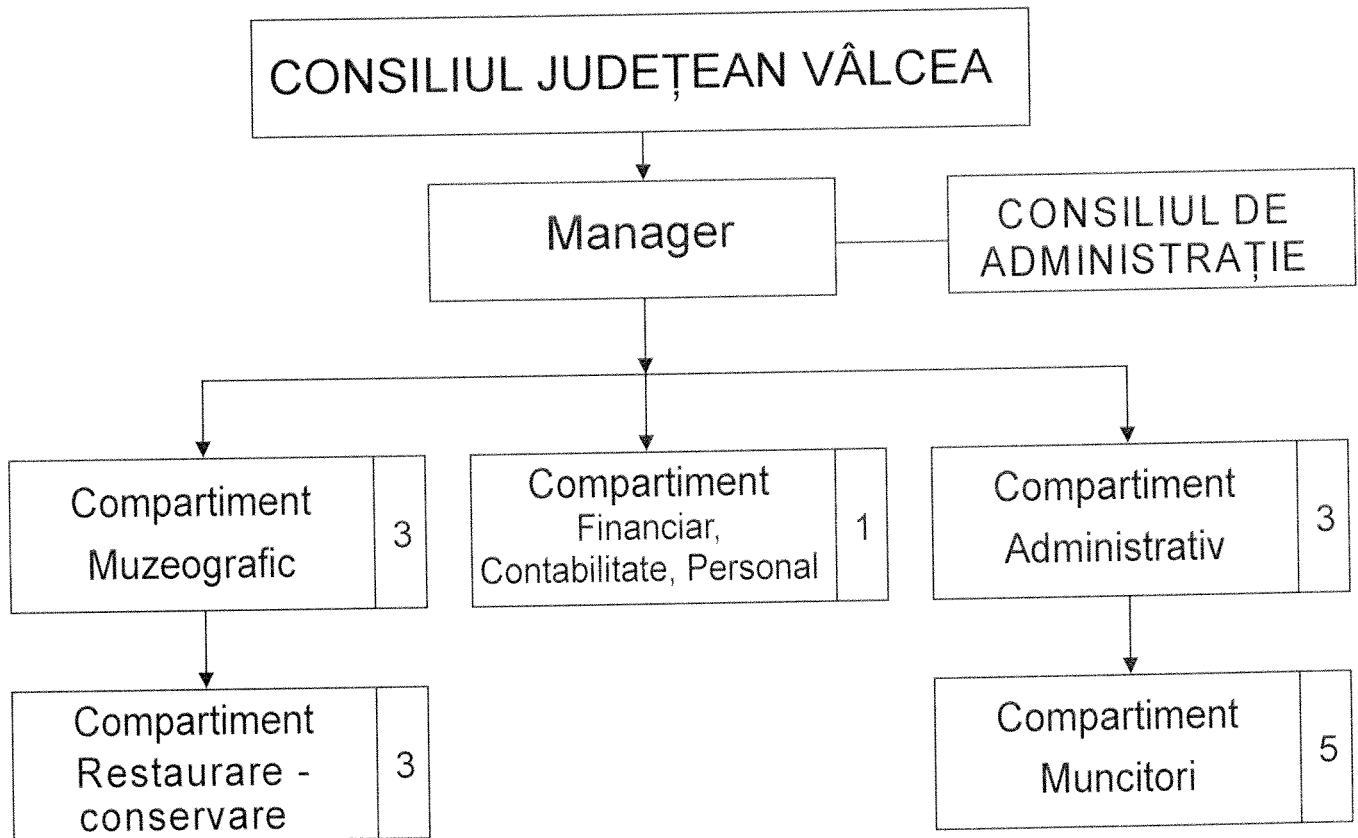 CONSILIUL JUDEȚEAN VÂLCEA
Manager
CONSILIUL DE
ADMINISTRAȚIE
Compartiment
Muzeografic
3
Compartiment
Financiar,
Contabilitate, Personal
1
Compartiment
Administrativ
3
Compartiment
Restaurare -
conservare
3
Compartiment
Muncitori
5